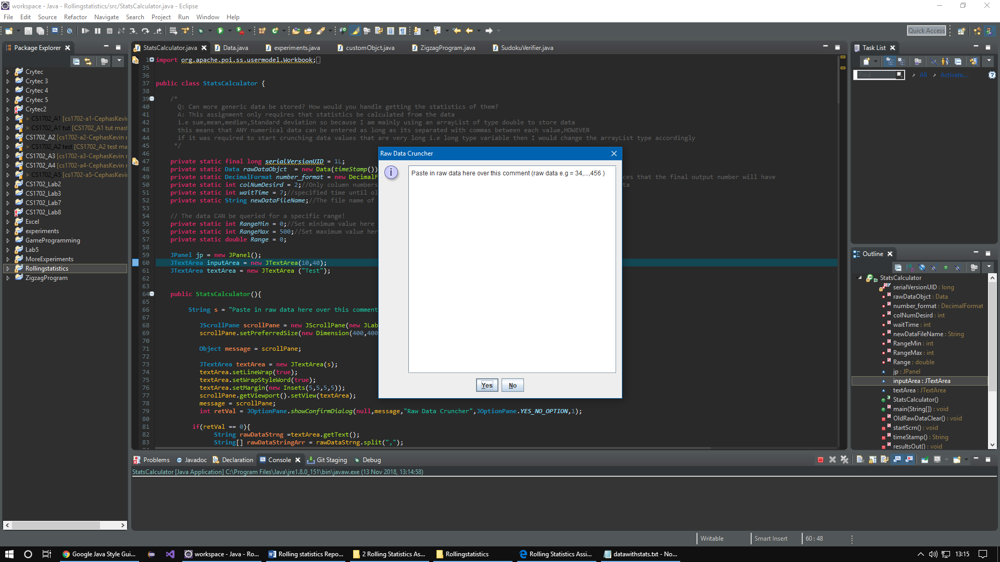 workspace - Java - Rollingstatistics/src/StatsCalculator.java - Eclipse
File Edit Source Refactor Navigate Search Project Run Window Help
Quick Access
Package Explorer
Crytec
Crytec 3
Crytec 4
Crytec 5
Crytec2
> CS1702_A1 [cs1702-a1-CephasKevin
> CS1702_A1 tut [CS1702_A1 tut mast
CS1702_A2 [cs1702-a2-CephasKevin r
> CS1702_A2 test [CS1702_A2 test ma
CS1702_A3 [cs1702-a3-CephasKevin r
CS1702_A4 [cs1702-a4-CephasKevin r
> CS1702_A5 [cs1702-a5-CephasKevin
CS1702_Lab2
CS1702_Lab3
CS1702_Lab7
CS1702_Lab8
Excel
experiments
GameProgramming
Lab5
MoreExperiments
Rollingstatistics
ZigzagProgram
StatsCalculator.java Data.java experiments.java customObjct.java ZigzagProgram.java SudokuVerifier.java
1 import org.apache.poi.ss.usermodel.Workbook;
35
36
37 public class StatsCalculator {
38
39 /*
40 Q: Can more generic data be stored? How would you handle getting the statistics of them?
41 A: This assignment only requires that statistics be calculated from the data
42 i.e sum,mean,median,Standard deviation so because I am mainly using an arrayList of type double to store data
43 this means that ANY numerical data can be entered as long as its separated with commas between each value,HOWEVER
44 if it was required to start crunching data values that are very long i.e long type variable then I would change the arrayList type accordingly
45 */
46
47 private static final long serialVersionUID = 1L;
48 private static Data rawDataObjct = new Data(timeStamp())
49 private static DecimalFormat number_format = new DecimalF ces that the final output number will have
50 private static int colNumDesird = 2;//Only column numbers ta
51 private static int waitTime = 7;//specified time until ol
52 private static String newDataFileName;//The file name of
53
54 // The data CAN be queried for a specific range!
55 private static int RangeMin = 0;//Set minimum value here
56 private static int RangeMax = 500;//Set maximum value her
57 private static double Range = 0;
58
59 JPanel jp = new JPanel();
60 JTextArea inputArea = new JTextArea(10,40);
61 JTextArea textArea = new JTextArea ("Test");
62
63
64 public StatsCalculator(){
65
66 String s = "Paste in raw data here over this comment
67
68 JScrollPane scrollPane = new JScrollPane(new JLab
69 scrollPane.setPreferredSize(new Dimension(400,400
70
71 Object message = scrollPane;
72
73 JTextArea textArea = new JTextArea(s);
74 textArea.setLineWrap(true);
75 textArea.setWrapStyleWord(true);
76 textArea.setMargin(new Insets(5,5,5,5));
77 scrollPane.getViewport().setView(textArea);
78 message = scrollPane;
79 int retVal = JOptionPane.showConfirmDialog(null,message,"Raw Data Cruncher",JOptionPane.YES_NO_OPTION,1);
80
81 if(retVal == 0){
82 String rawDataStrng =textArea.getText();
83 String[] rawDataStringArr = rawDataStrng.split(",");
Raw Data Cruncher
Paste in raw data here over this comment (raw data e.g = 34,...,456 )
Yes No
Task List
Find All Activate...
Outline
StatsCalculator
serialVersionUID : long
rawDataObjct : Data
number_format : DecimalFormat
colNumDesird : int
waitTime : int
newDataFileName : String
RangeMin : int
RangeMax : int
Range : double
jp : JPanel
inputArea : JTextArea
textArea : JTextArea
StatsCalculator()
main(String[]) : void
OldRawDataClear() : void
startScrn() : void
timeStamp() : String
resultsOut() : void
Problems Javadoc Declaration Console Git Staging Debug
StatsCalculator [Java Application] C:\Program Files\Java\jre1.8.0_151\bin\javaw.exe (13 Nov 2018, 13:14:58)
Writable Smart Insert 60 : 48
Google Java Style Gui... workspace - Java - Ro... Rolling statistics Repo... 2 Rolling Statistics As... Rollingstatistics Rolling Statistics Assi... datawithstats.txt - No... 13:15